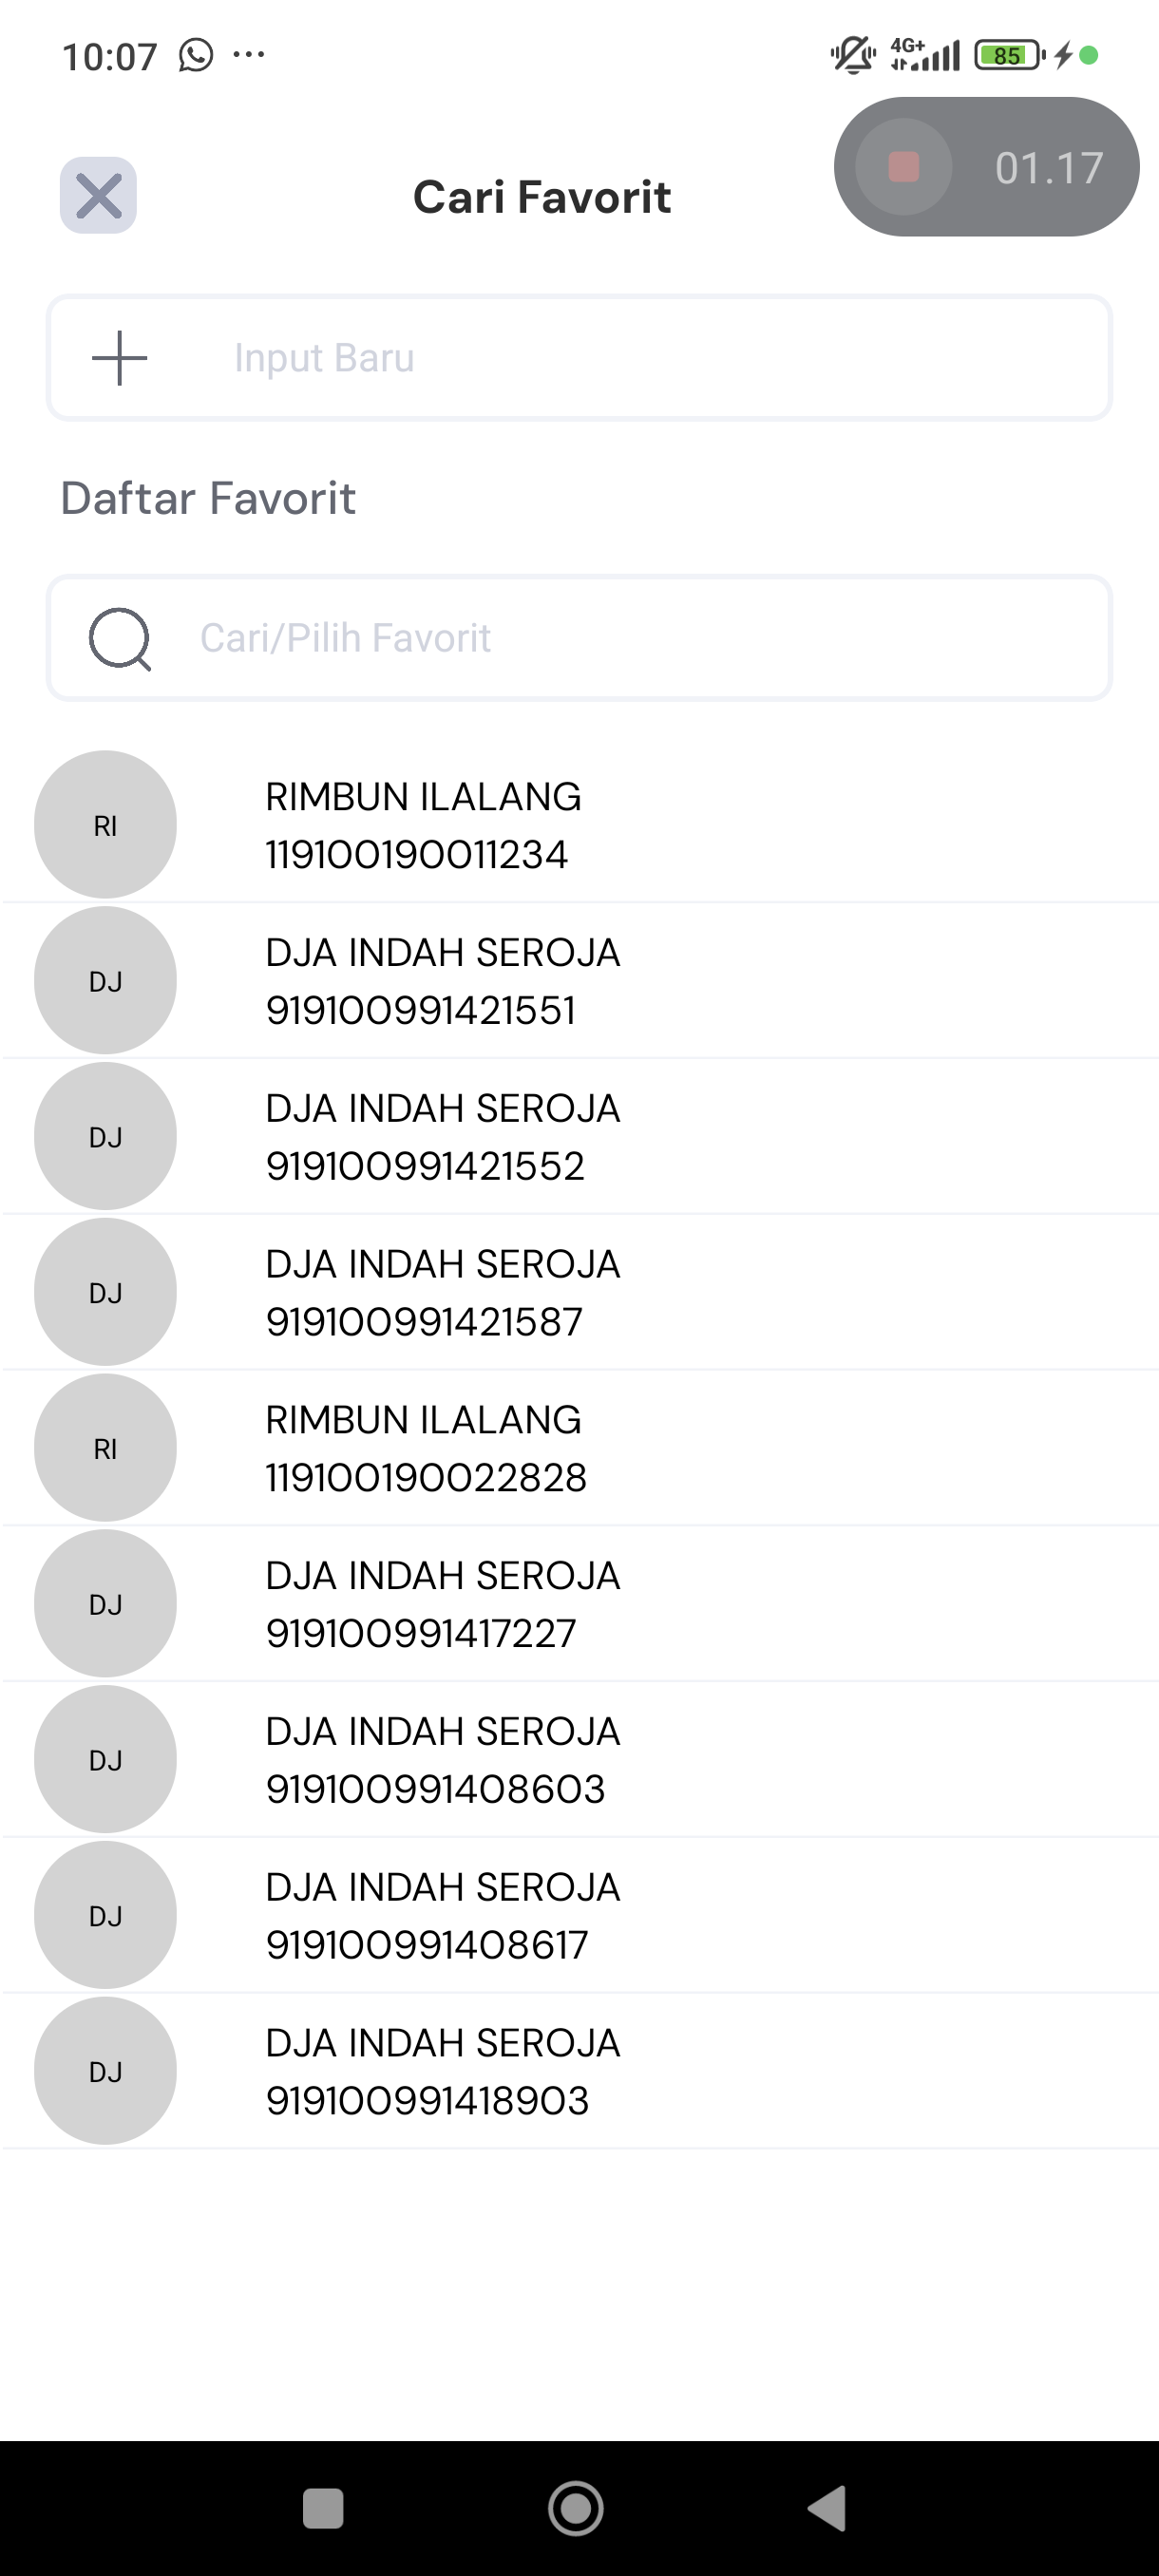 10:07
4G+
85
01.17
Cari Favorit
Input Baru
Daftar Favorit
Cari/Pilih Favorit
RI
RIMBUN ILALANG
119100190011234
DJ
DJA INDAH SEROJA
919100991421551
DJ
DJA INDAH SEROJA
919100991421552
DJ
DJA INDAH SEROJA
919100991421587
RI
RIMBUN ILALANG
119100190022828
DJ
DJA INDAH SEROJA
919100991417227
DJ
DJA INDAH SEROJA
919100991408603
DJ
DJA INDAH SEROJA
919100991408617
DJ
DJA INDAH SEROJA
919100991418903